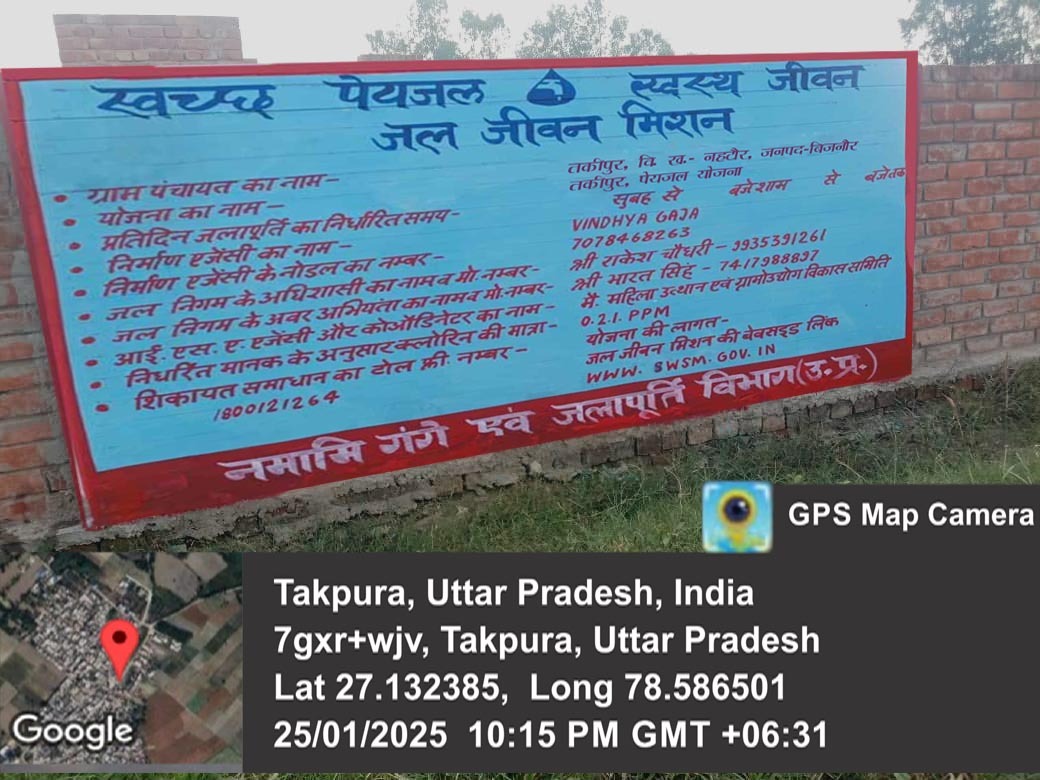 स्वच्छ पेयजल स्वस्थ जीवन
जल जीवन मिशन
• ग्राम पंचायत का नाम– तकीपुर, वि. ख.- नहटौर, जनपद-बिजनौर
• योजना का नाम– तकीपुर, पेयजल योजना
• प्रतिदिन जलापूर्ति का निर्धारित समय– सुबह से बजे शाम से बजे तक
• निर्माण एजेंसी का नाम– VINDHYA GAJA
• निर्माण एजेंसी के नोडल का नम्बर– 7078468263
• जल निगम के अधिशासी का नाम व मो. नम्बर– श्री राकेश चौधरी – 9935391261
• जल निगम के अवर अभियंता का नाम व मो. नम्बर– श्री भारत सिंह - 7417988897
• आई. एस. ए. एजेंसी और कोऑर्डिनेटर का नाम– मै. महिला उत्थान एवं ग्रामोद्योग विकास समिति
• निर्धारित मानक के अनुसार क्लोरिन की मात्रा– 0.2.1. PPM
• शिकायत समाधान का टोल फ्री. नम्बर– योजना की लागत–
1800121264 जल जीवन मिशन की बेवसइड लिंक
WWW. SWSM. GOV. IN
नमामि गंगे एवं जलापूर्ति विभाग (उ.प्र.)
GPS Map Camera
Takpura, Uttar Pradesh, India
7gxr+wjv, Takpura, Uttar Pradesh
Lat 27.132385, Long 78.586501
25/01/2025 10:15 PM GMT +06:31
Google